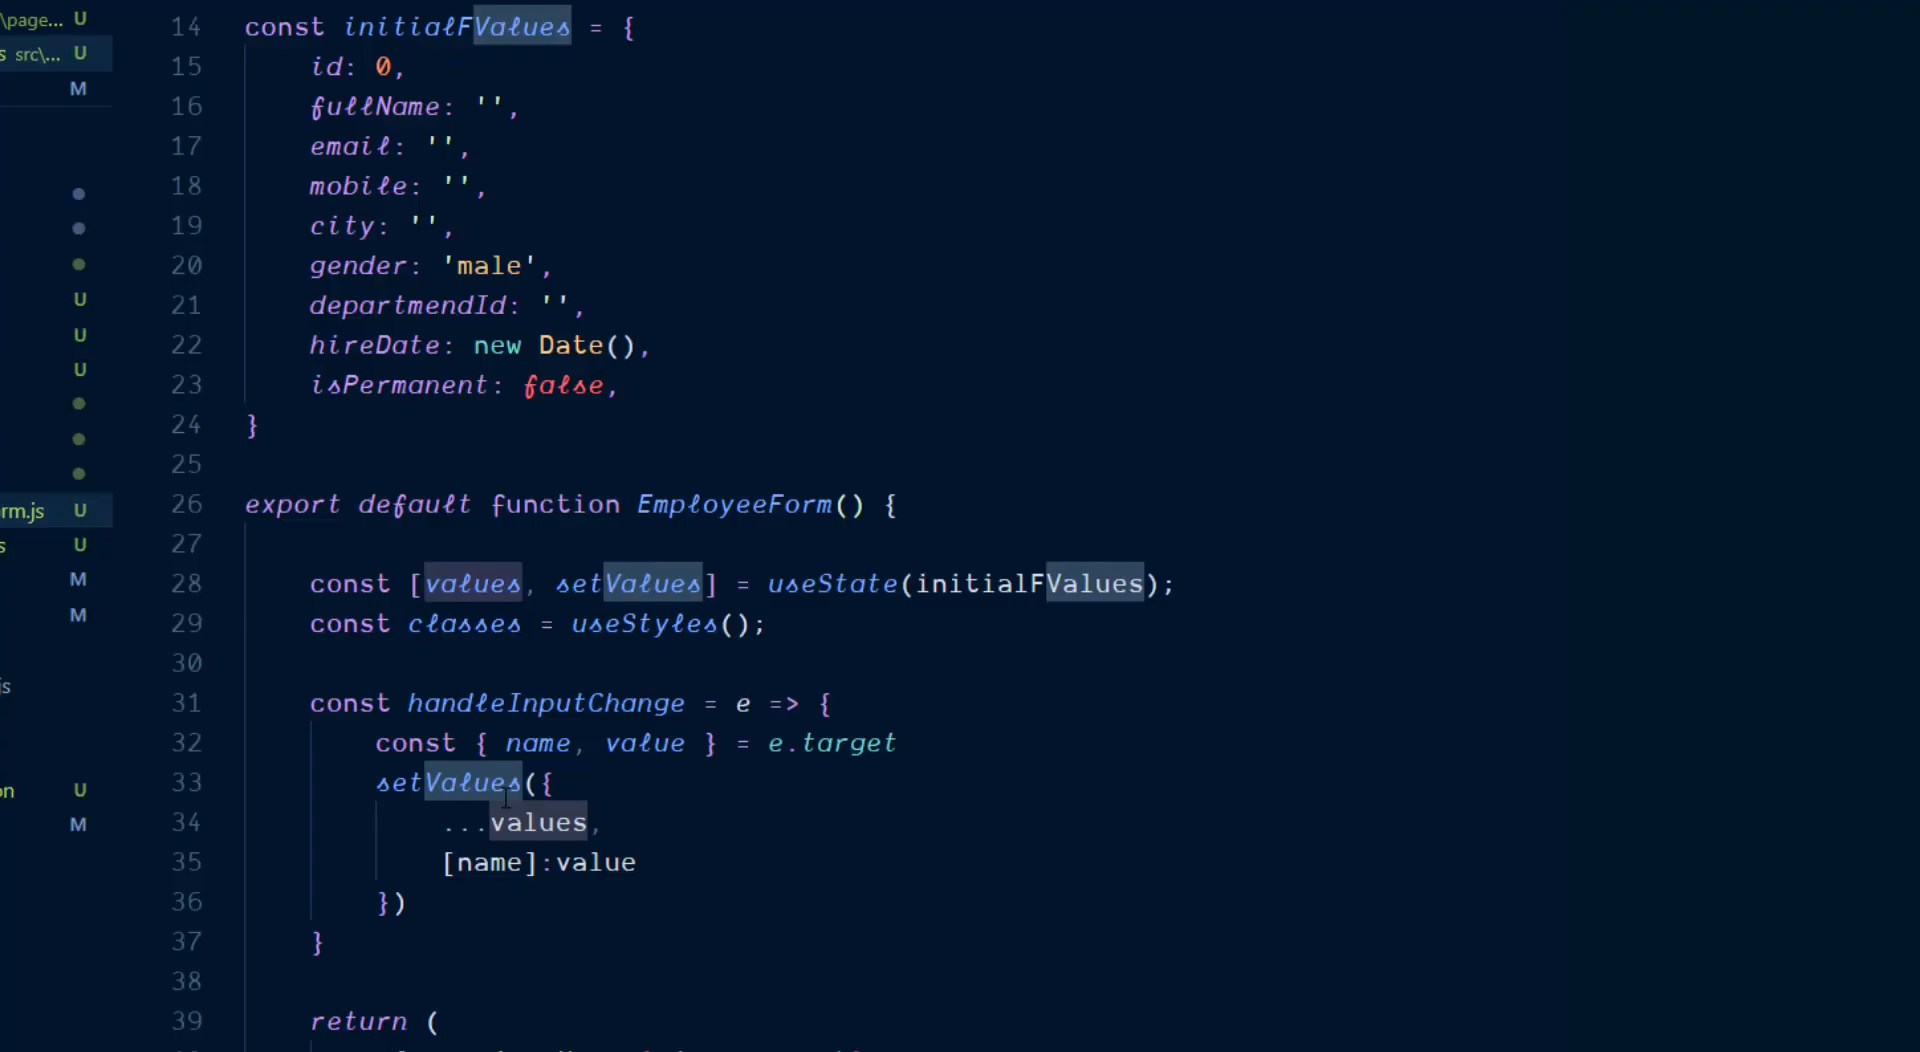 \page... U
s src\... U
M
U
U
U
rm.js U
s U
M
M
js
on U
M
14 const initialFValues = {
15 id: 0,
16 fullName: '',
17 email: '',
18 mobile: '',
19 city: '',
20 gender: 'male',
21 departmendId: '',
22 hireDate: new Date(),
23 isPermanent: false,
24 }
25
26 export default function EmployeeForm() {
27
28 const [values, setValues] = useState(initialFValues);
29 const classes = useStyles();
30
31 const handleInputChange = e => {
32 const { name, value } = e.target
33 setValues({
34 ...values,
35 [name]:value
36 })
37 }
38
39 return (